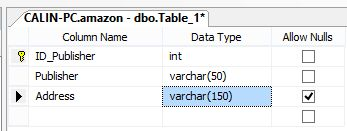 CALIN-PC.amazon - dbo.Table_1*
Column Name Data Type Allow Nulls
ID_Publisher int
Publisher varchar(50)
Address varchar(150)